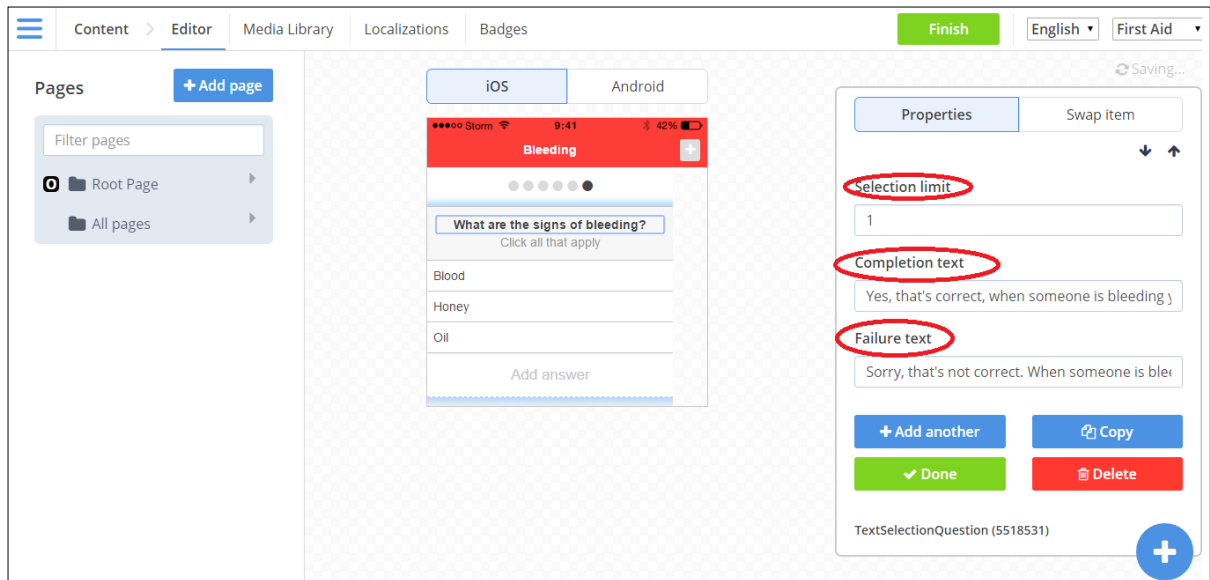 Content > Editor Media Library Localizations Badges Finish English First Aid
Saving...
Pages + Add page
Filter pages
Root Page
All pages
iOS Android
Storm 9:41 42%
Bleeding +
What are the signs of bleeding?
Click all that apply
Blood
Honey
Oil
Add answer
Properties Swap item
Selection limit
1
Completion text
Yes, that's correct, when someone is bleeding y
Failure text
Sorry, that's not correct. When someone is blee
+ Add another Copy
Done Delete
TextSelectionQuestion (5518531)
+